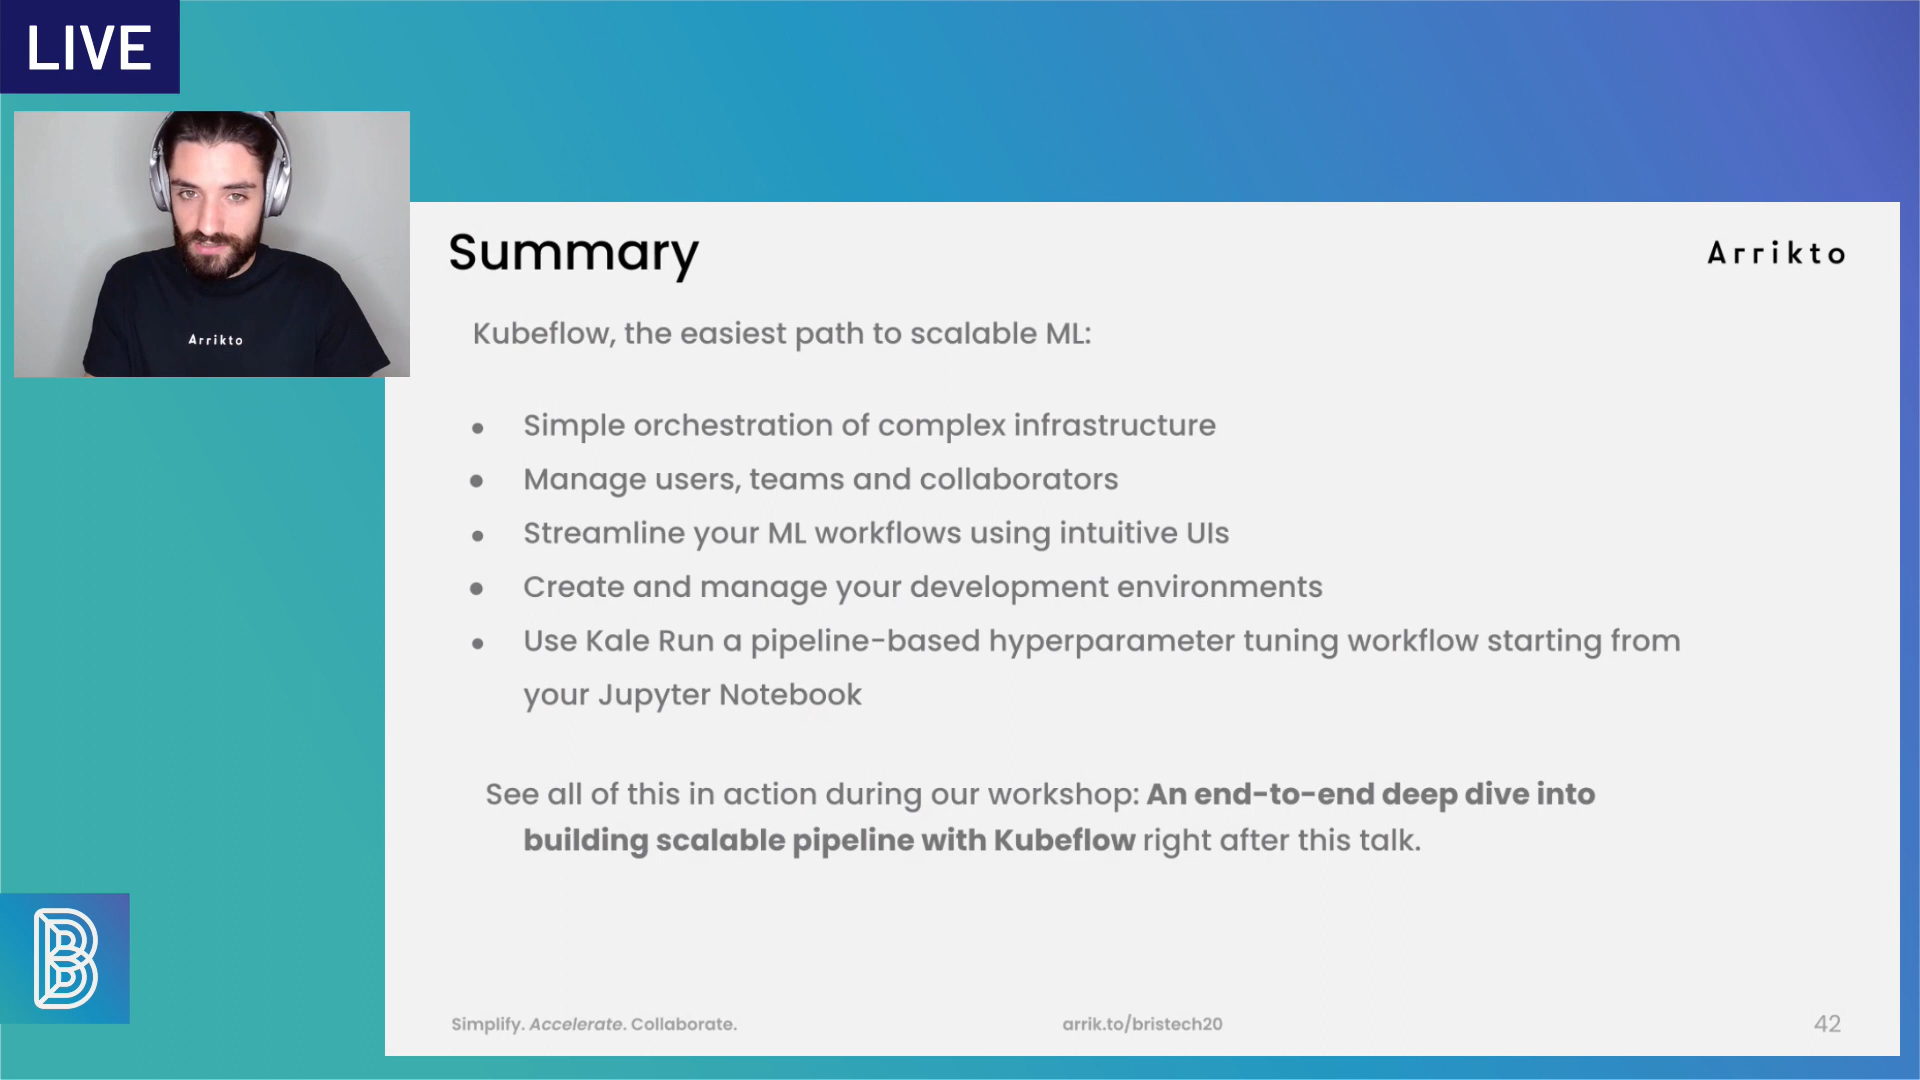 LIVE
Arrikto
Summary
Arrikto
Kubeflow, the easiest path to scalable ML:
• Simple orchestration of complex infrastructure
• Manage users, teams and collaborators
• Streamline your ML workflows using intuitive UIs
• Create and manage your development environments
• Use Kale Run a pipeline-based hyperparameter tuning workflow starting from
your Jupyter Notebook
See all of this in action during our workshop: An end-to-end deep dive into
building scalable pipeline with Kubeflow right after this talk.
B
Simplify. Accelerate. Collaborate.
arrik.to/bristech20
42